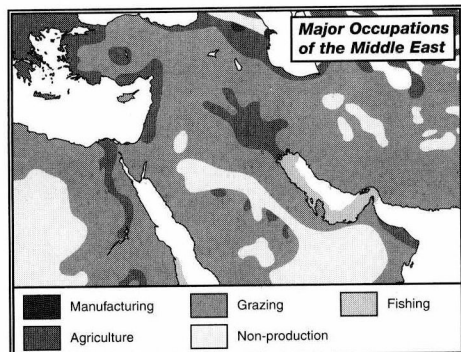 Major Occupations
of the Middle East
Manufacturing
Grazing
Fishing
Agriculture
Non-production